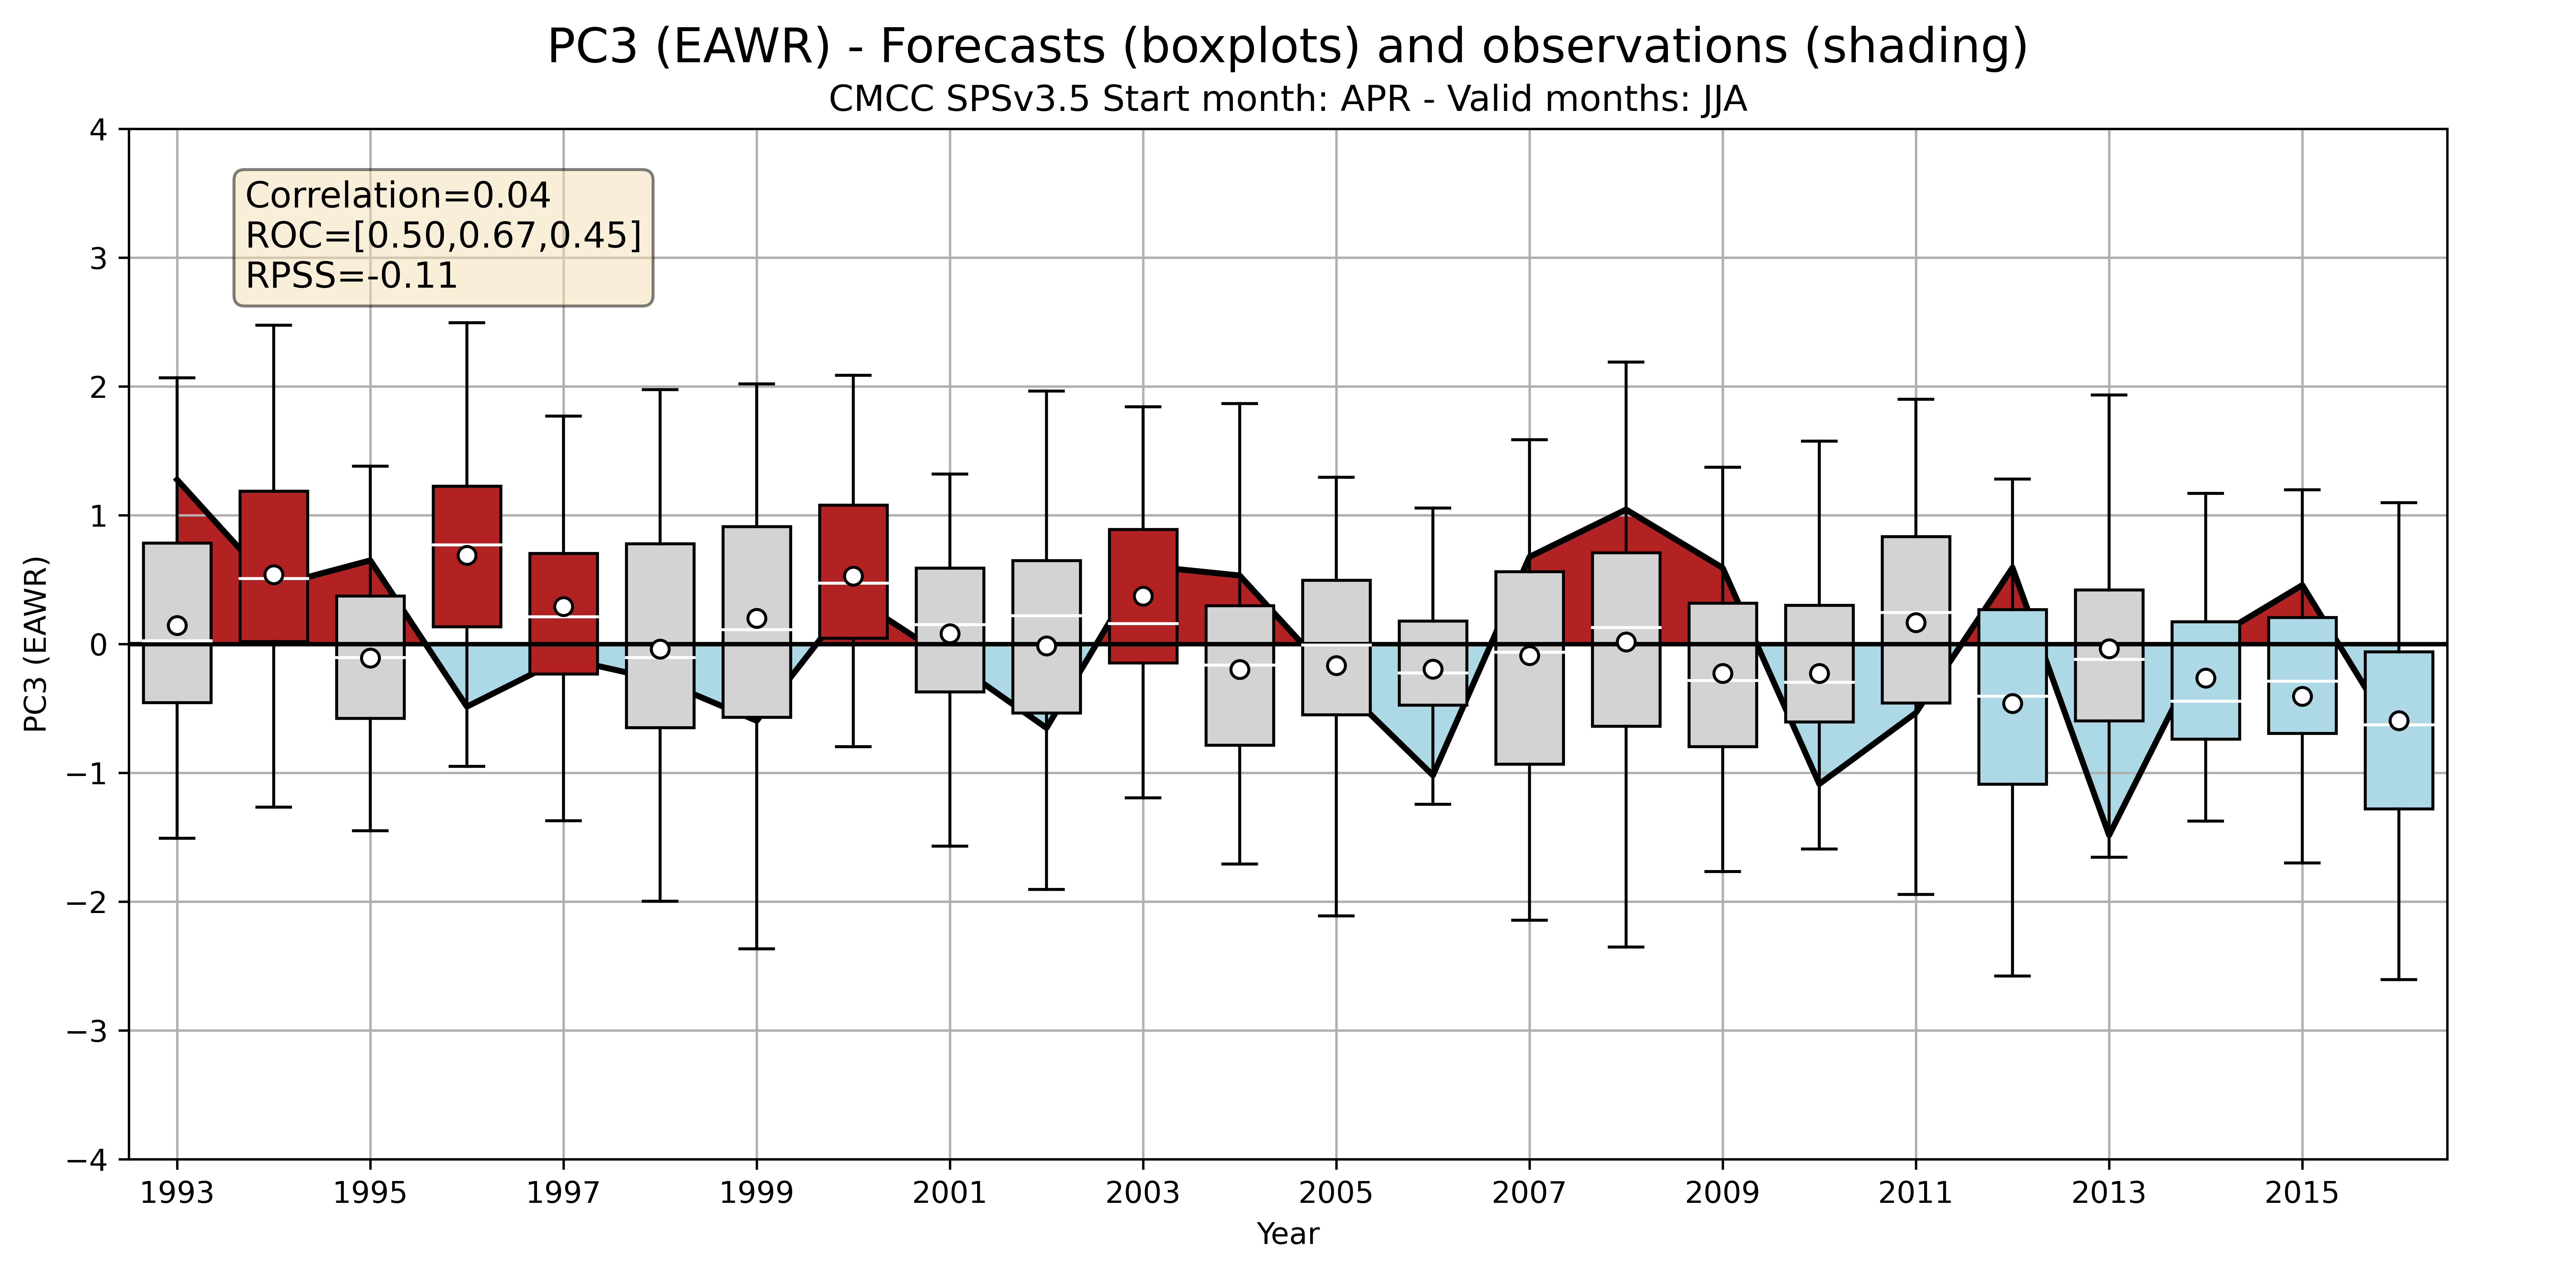 PC3 (EAWR) - Forecasts (boxplots) and observations (shading)
CMCC SPSv3.5 Start month: APR - Valid months: JJA
Correlation=0.04
ROC=[0.50,0.67,0.45]
RPSS=-0.11
PC3 (EAWR)
4
3
2
1
0
−1
−2
−3
−4
1993 1995 1997 1999 2001 2003 2005 2007 2009 2011 2013 2015
Year